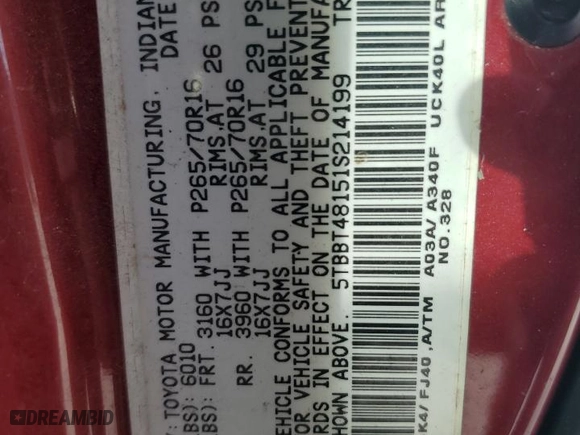 : TOYOTA MOTOR MANUFACTURING, INDIAN
DATE
BS): 6010
BS): FRT. 3160 WITH P265/70R16
16X7JJ RIMS, AT 26 PS
RR. 3960 WITH P265/70R16
16X7JJ RIMS, AT 29 PS
EHICLE CONFORMS TO ALL APPLICABLE F
OR VEHICLE SAFETY AND THEFT PREVENT
RDS IN EFFECT ON THE DATE OF MANUFA
HOWN ABOVE. 5TBBT48151S214199 TR
K4/ FJ40 ,A/TM A03A/ A340F UCK40L AR
NO.328
DREAMBID